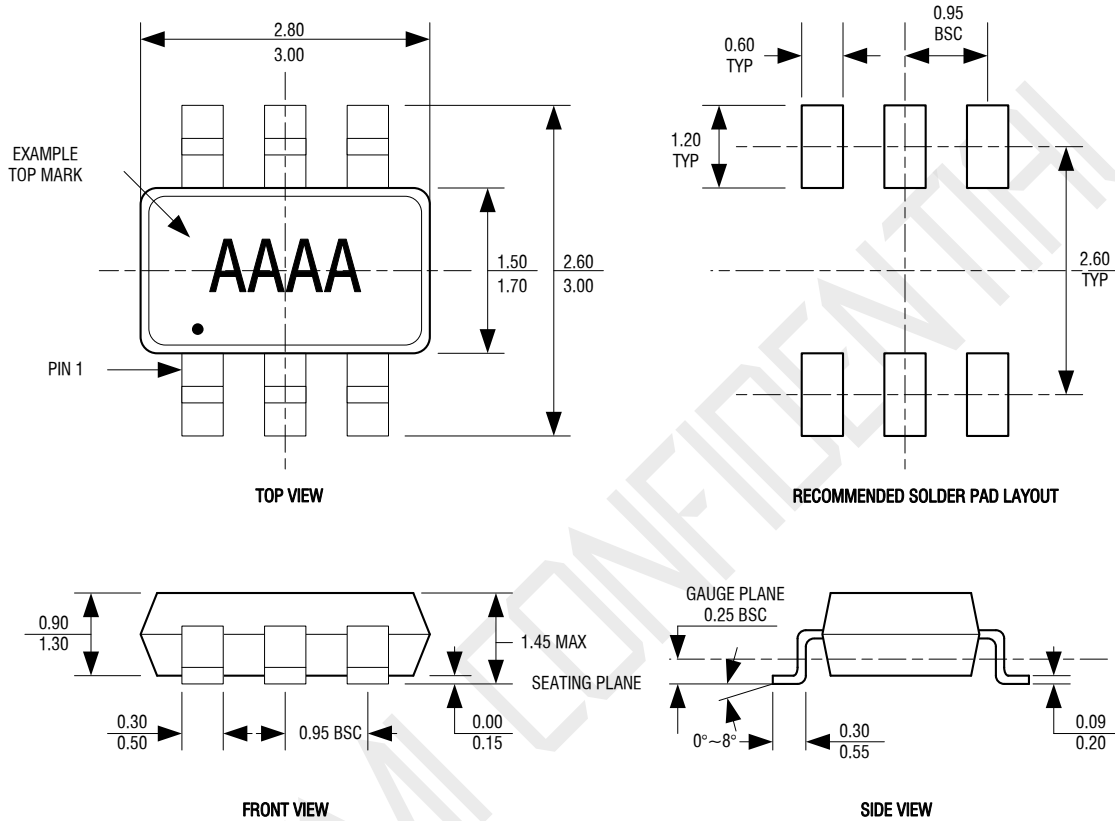 2.80
3.00
0.95
BSC
0.60
TYP
EXAMPLE
TOP MARK
1.20
TYP
AAAA
1.50
1.70
2.60
3.00
2.60
TYP
PIN 1
TOP VIEW
RECOMMENDED SOLDER PAD LAYOUT
0.90
1.30
1.45 MAX
SEATING PLANE
0.30
0.50
0.95 BSC
0.00
0.15
FRONT VIEW
GAUGE PLANE
0.25 BSC
0°~8°
0.30
0.55
0.09
0.20
SIDE VIEW
CONFIDENTIAL